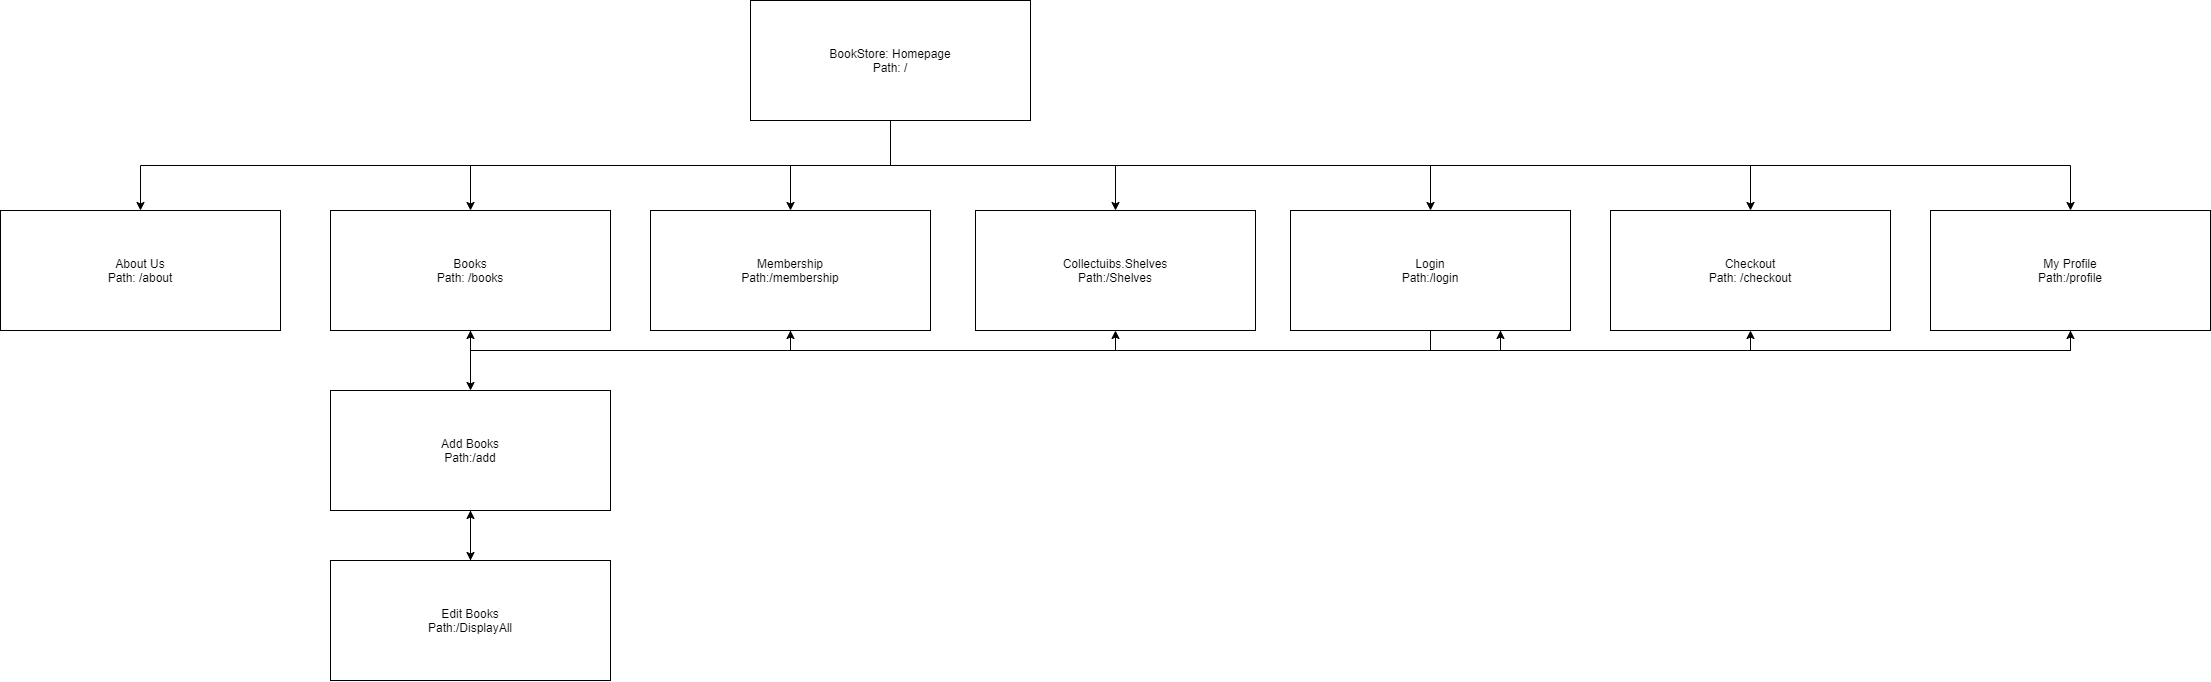 BookStore: Homepage
Path: /
About Us
Path: /about
Books
Path: /books
Membership
Path:/membership
Collectuibs.Shelves
Path:/Shelves
Login
Path:/login
Checkout
Path: /checkout
My Profile
Path:/profile
Add Books
Path:/add
Edit Books
Path:/DisplayAll